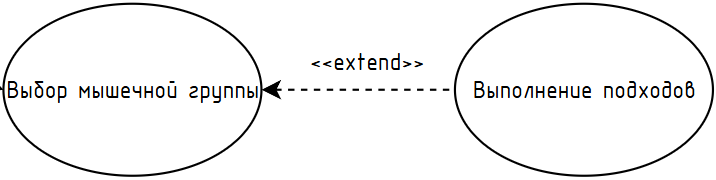 <<extend>>
Выбор мышечной группы
Выполнение подходов